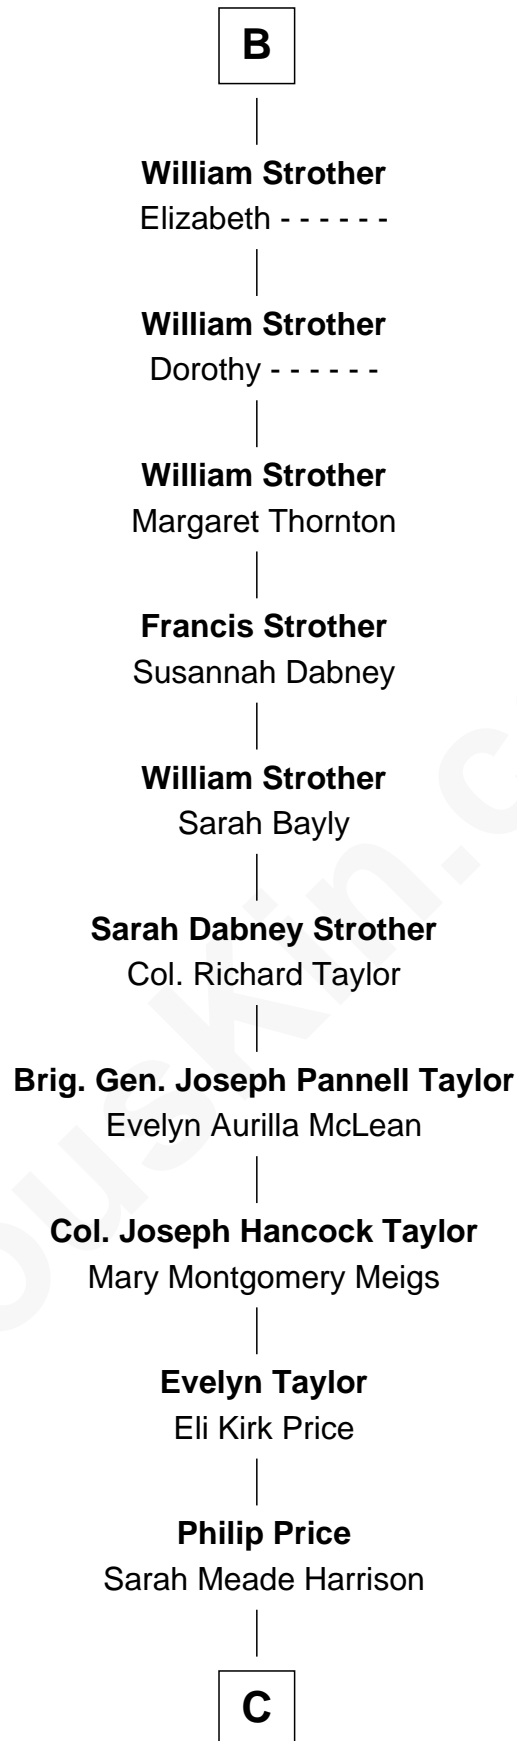 B
William Strother
Elizabeth - - - - - -
William Strother
Dorothy - - - - - -
William Strother
Margaret Thornton
Francis Strother
Susannah Dabney
William Strother
Sarah Bayly
Sarah Dabney Strother
Col. Richard Taylor
Brig. Gen. Joseph Pannell Taylor
Evelyn Aurilla McLean
Col. Joseph Hancock Taylor
Mary Montgomery Meigs
Evelyn Taylor
Eli Kirk Price
Philip Price
Sarah Meade Harrison
C